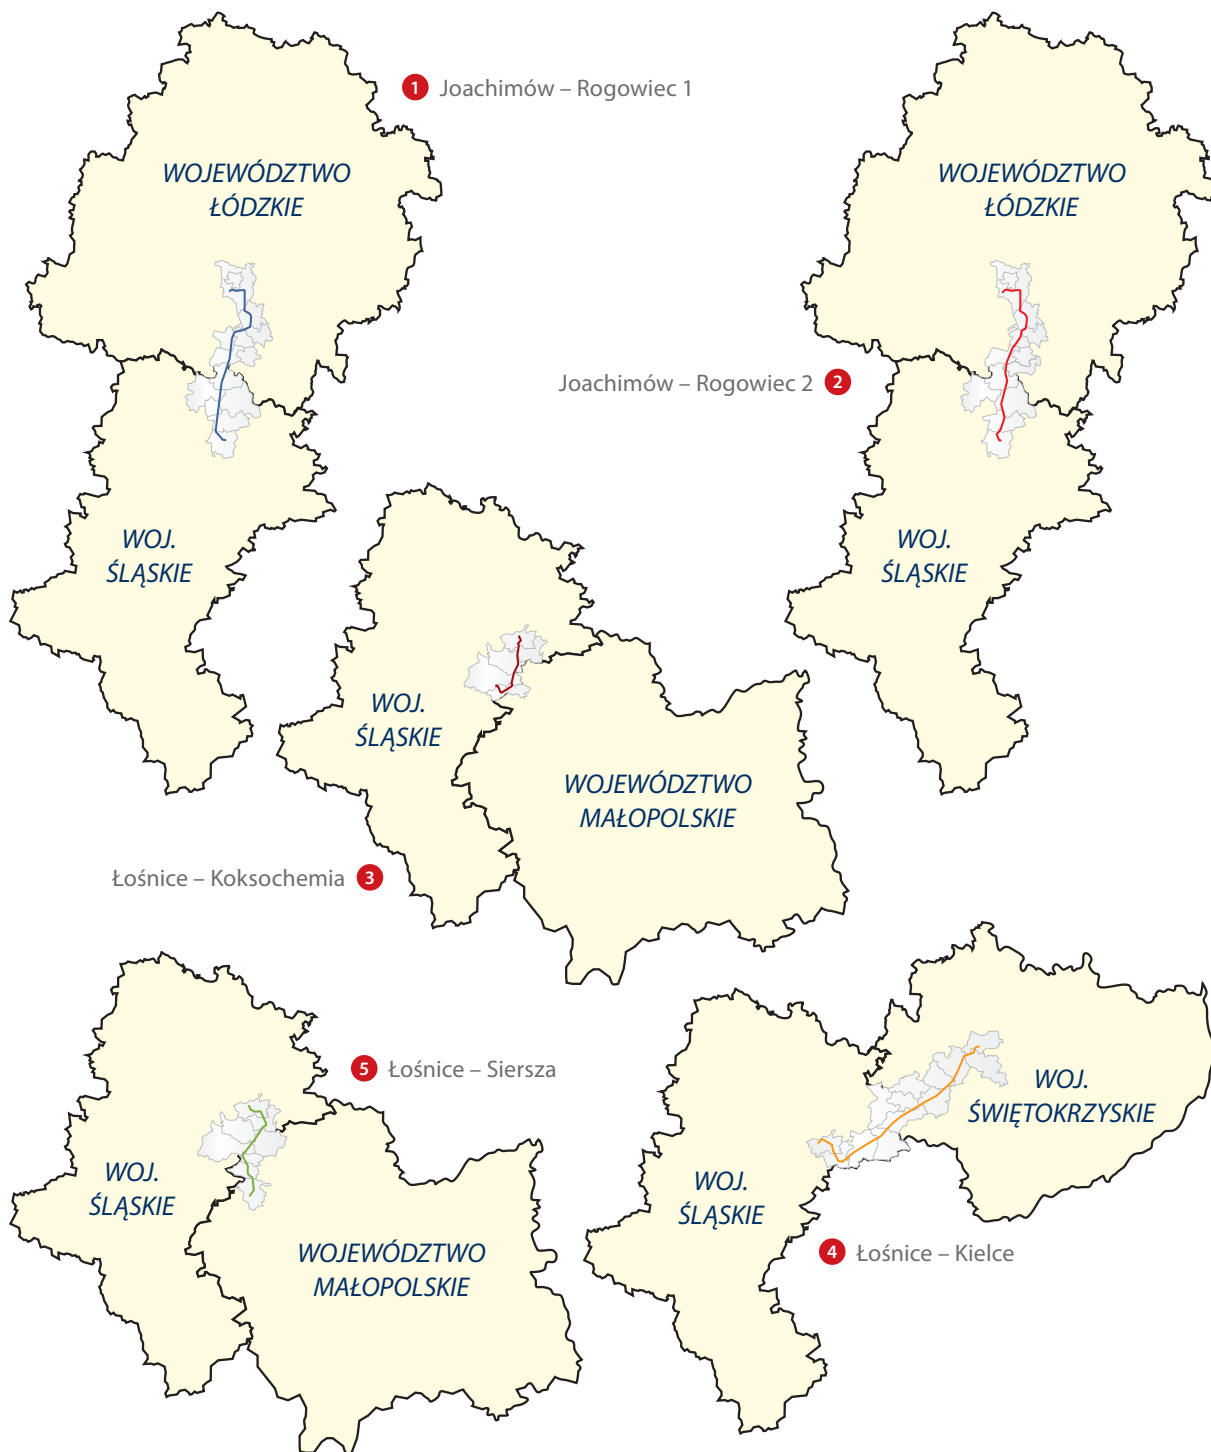 1 Joachimów – Rogowiec 1
WOJEWÓDZTWO
ŁÓDZKIE
WOJEWÓDZTWO
ŁÓDZKIE
Joachimów – Rogowiec 2 2
WOJ.
ŚLĄSKIE
WOJ.
ŚLĄSKIE
WOJ.
ŚLĄSKIE
WOJEWÓDZTWO
MAŁOPOLSKIE
Łośnice – Koksochemia 3
5 Łośnice – Siersza
WOJ.
ŚWIĘTOKRZYSKIE
WOJ.
ŚLĄSKIE
WOJ.
ŚLĄSKIE
WOJEWÓDZTWO
MAŁOPOLSKIE
4 Łośnice – Kielce